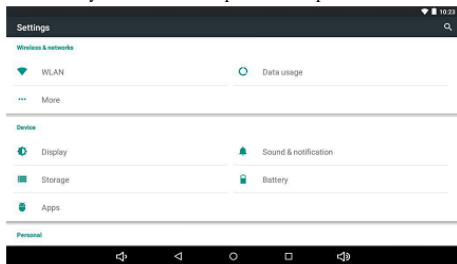 10:23
Settings
Wireless & networks
WLAN
Data usage
More
Device
Display
Sound & notification
Storage
Battery
Apps
Personal